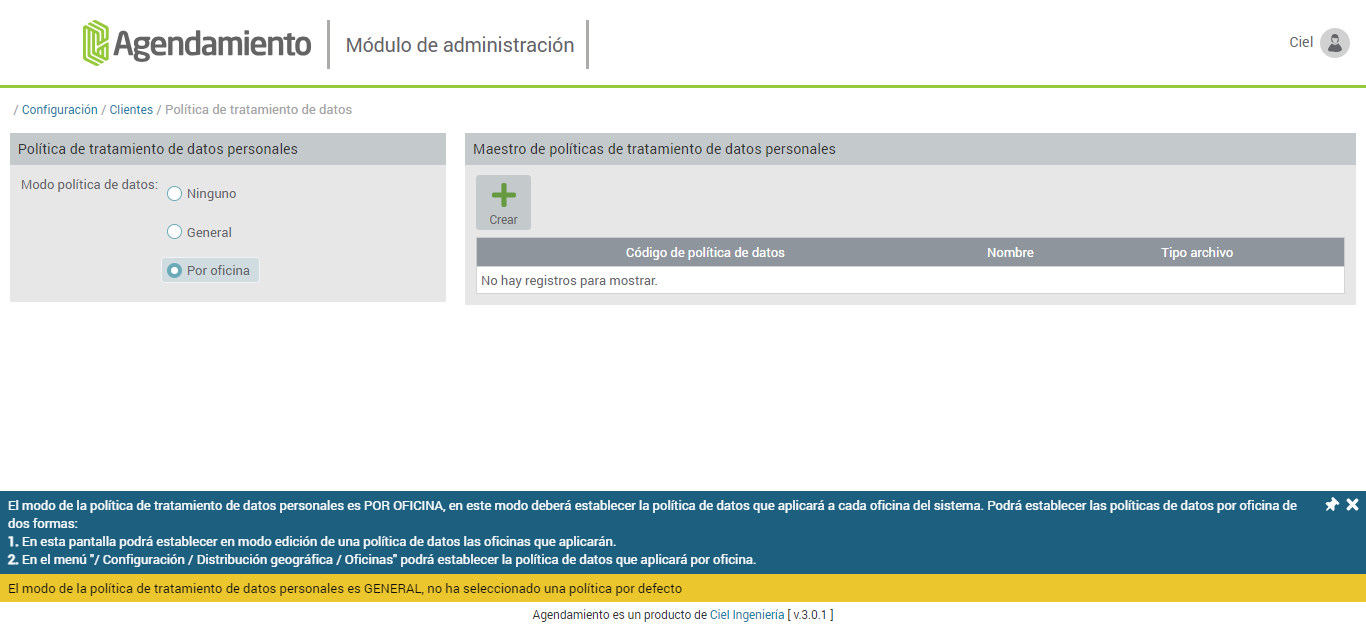 Agendamiento
Módulo de administración
Ciel
/ Configuración / Clientes / Política de tratamiento de datos
Política de tratamiento de datos personales
Modo política de datos:
Ninguno
General
Por oficina
Maestro de políticas de tratamiento de datos personales
Crear
Código de política de datos Nombre Tipo archivo
No hay registros para mostrar.
El modo de la política de tratamiento de datos personales es POR OFICINA, en este modo deberá establecer la política de datos que aplicará a cada oficina del sistema. Podrá establecer las políticas de datos por oficina de
dos formas:
1. En esta pantalla podrá establecer en modo edición de una política de datos las oficinas que aplicarán.
2. En el menú "/ Configuración / Distribución geográfica / Oficinas" podrá establecer la política de datos que aplicará por oficina.
El modo de la política de tratamiento de datos personales es GENERAL, no ha seleccionado una política por defecto
Agendamiento es un producto de Ciel Ingeniería [ v.3.0.1 ]